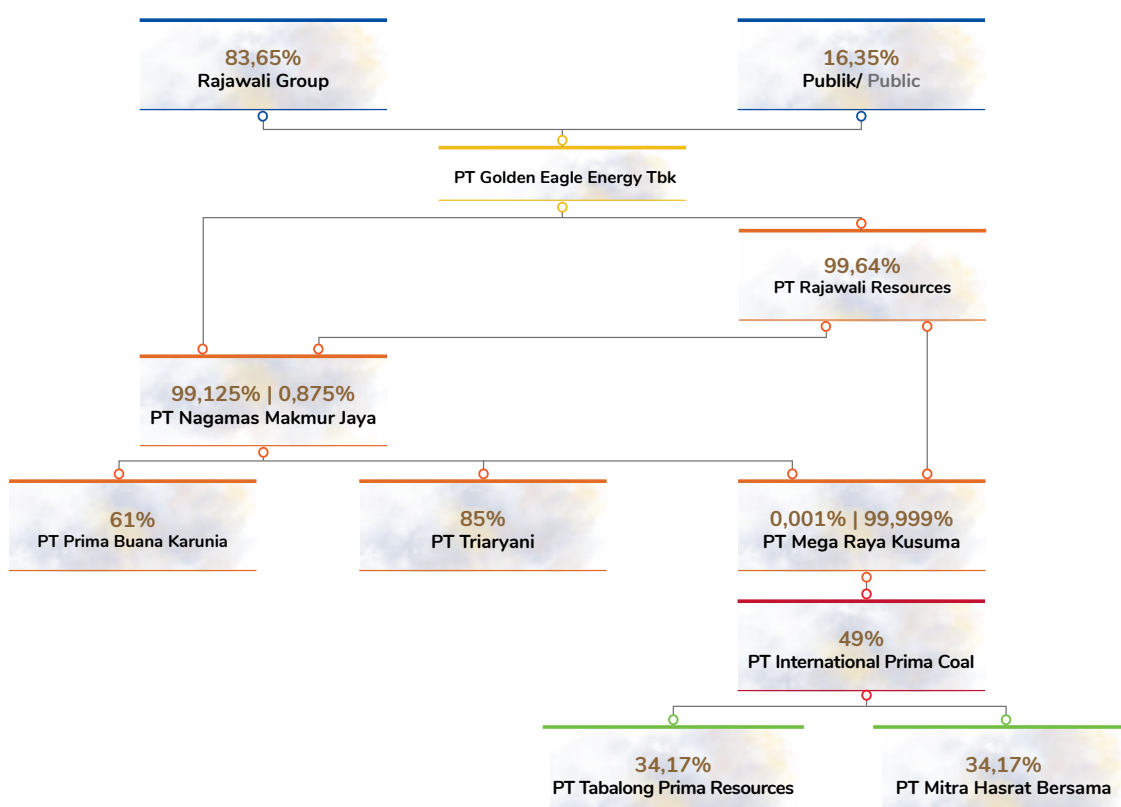 83,65%
Rajawali Group
16,35%
Publik/ Public
PT Golden Eagle Energy Tbk
99,64%
PT Rajawali Resources
99,125% | 0,875%
PT Nagamas Makmur Jaya
61%
PT Prima Buana Karunia
85%
PT Triaryani
0,001% | 99,999%
PT Mega Raya Kusuma
49%
PT International Prima Coal
34,17%
PT Tabalong Prima Resources
34,17%
PT Mitra Hasrat Bersama